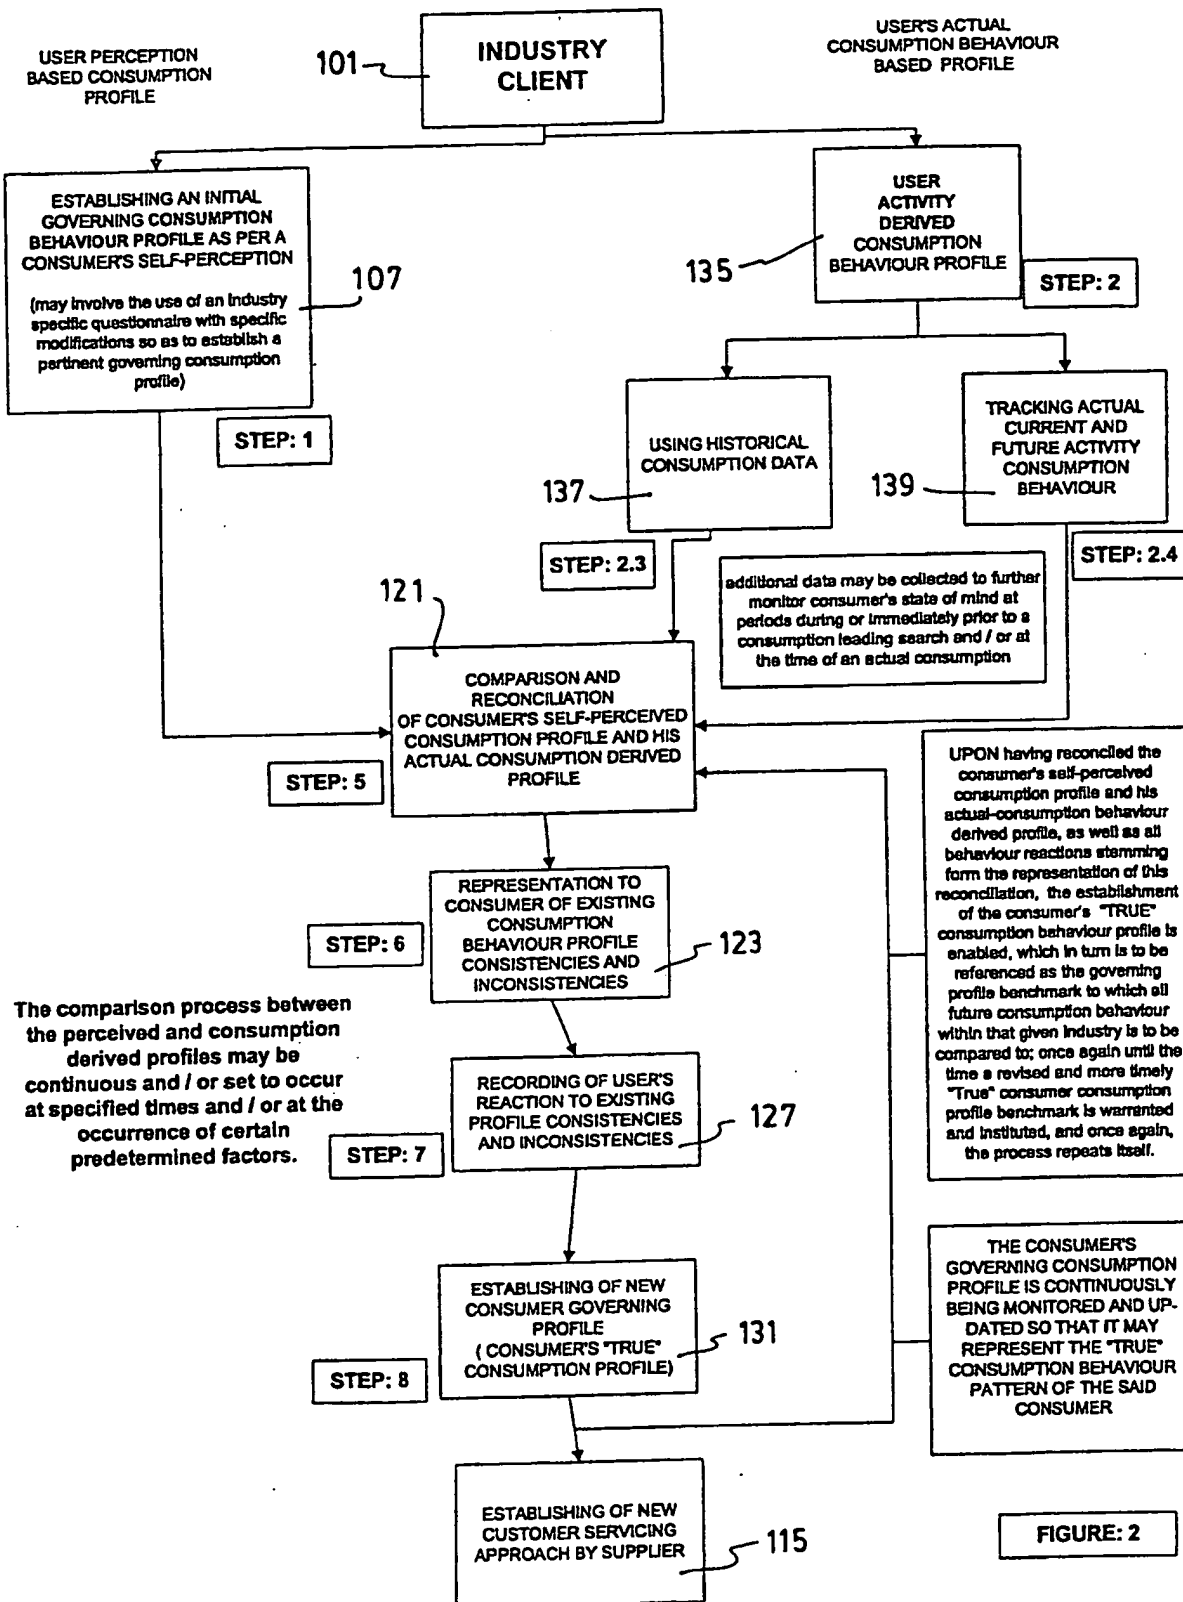 USER PERCEPTION
BASED CONSUMPTION
PROFILE
101
INDUSTRY
CLIENT
USER'S ACTUAL
CONSUMPTION BEHAVIOUR
BASED PROFILE
ESTABLISHING AN INITIAL
GOVERNING CONSUMPTION
BEHAVIOUR PROFILE AS PER A
CONSUMER'S SELF-PERCEPTION
(may involve the use of an industry
specific questionnaire with specific
modifications so as to establish a
pertinent governing consumption
profile)
107
STEP: 1
USER
ACTIVITY
DERIVED
CONSUMPTION
BEHAVIOUR PROFILE
135
STEP: 2
USING HISTORICAL
CONSUMPTION DATA
137
STEP: 2.3
TRACKING ACTUAL
CURRENT AND
FUTURE ACTIVITY
CONSUMPTION
BEHAVIOUR
139
STEP: 2.4
additional data may be collected to further
monitor consumer's state of mind at
periods during or immediately prior to a
consumption leading search and / or at
the time of an actual consumption
121
COMPARISON AND
RECONCILIATION
OF CONSUMER'S SELF-PERCEIVED
CONSUMPTION PROFILE AND HIS
ACTUAL CONSUMPTION DERIVED
PROFILE
STEP: 5
UPON having reconciled the
consumer's self-perceived
consumption profile and his
actual-consumption behaviour
derived profile, as well as all
behaviour reactions stemming
form the representation of this
reconciliation, the establishment
of the consumer's "TRUE"
consumption behaviour profile is
enabled, which in turn is to be
referenced as the governing
profile benchmark to which all
future consumption behaviour
within that given industry is to be
compared to; once again until the
time a revised and more timely
"True" consumer consumption
profile benchmark is warranted
and instituted, and once again,
the process repeats itself.
REPRESENTATION TO
CONSUMER OF EXISTING
CONSUMPTION
BEHAVIOUR PROFILE
CONSISTENCIES AND
INCONSISTENCIES
123
STEP: 6
The comparison process between
the perceived and consumption
derived profiles may be
continuous and / or set to occur
at specified times and / or at the
occurrence of certain
predetermined factors.
RECORDING OF USER'S
REACTION TO EXISTING
PROFILE CONSISTENCIES
AND INCONSISTENCIES
127
STEP: 7
THE CONSUMER'S
GOVERNING CONSUMPTION
PROFILE IS CONTINUOUSLY
BEING MONITORED AND UP-
DATED SO THAT IT MAY
REPRESENT THE "TRUE"
CONSUMPTION BEHAVIOUR
PATTERN OF THE SAID
CONSUMER
ESTABLISHING OF NEW
CONSUMER GOVERNING
PROFILE
( CONSUMER'S "TRUE"
CONSUMPTION PROFILE)
131
STEP: 8
ESTABLISHING OF NEW
CUSTOMER SERVICING
APPROACH BY SUPPLIER
115
FIGURE: 2